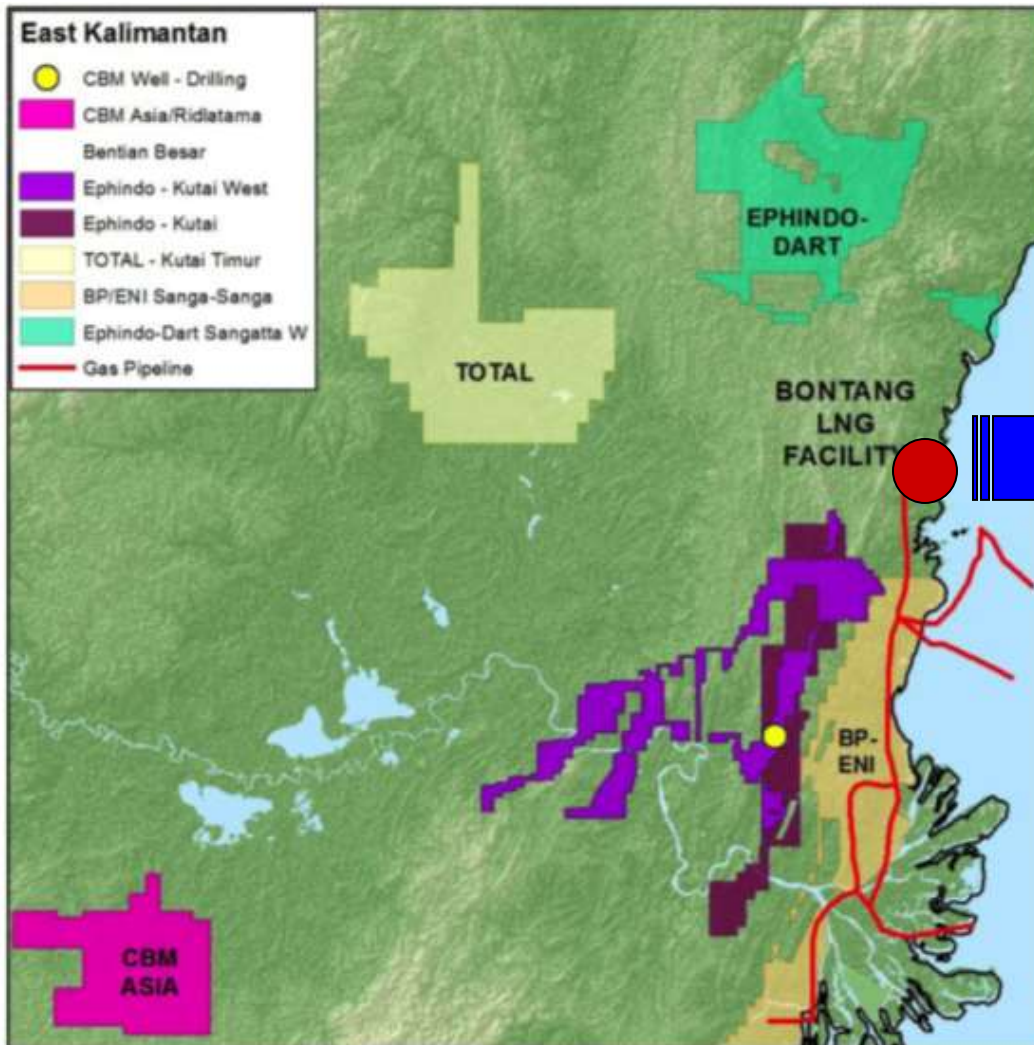 East Kalimantan
CBM Well - Drilling
CBM Asia/Ridlatama
Bentian Besar
Ephindo - Kutai West
Ephindo - Kutai
TOTAL - Kutai Timur
BP/ENI Sanga-Sanga
Ephindo-Dart Sangatta W
Gas Pipeline
EPHINDO-
DART
TOTAL
BONTANG
LNG
FACILITY
BP-
ENI
CBM
ASIA